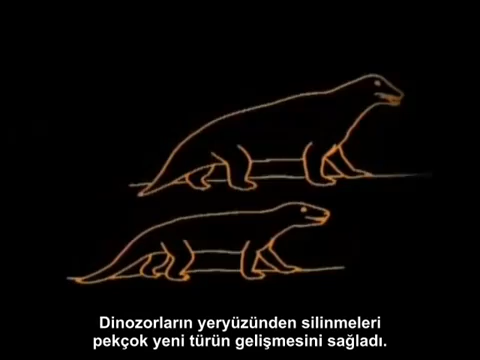 Dinozorların yeryüzünden silinmeleri
pekçok yeni türün gelişmesini sağladı.